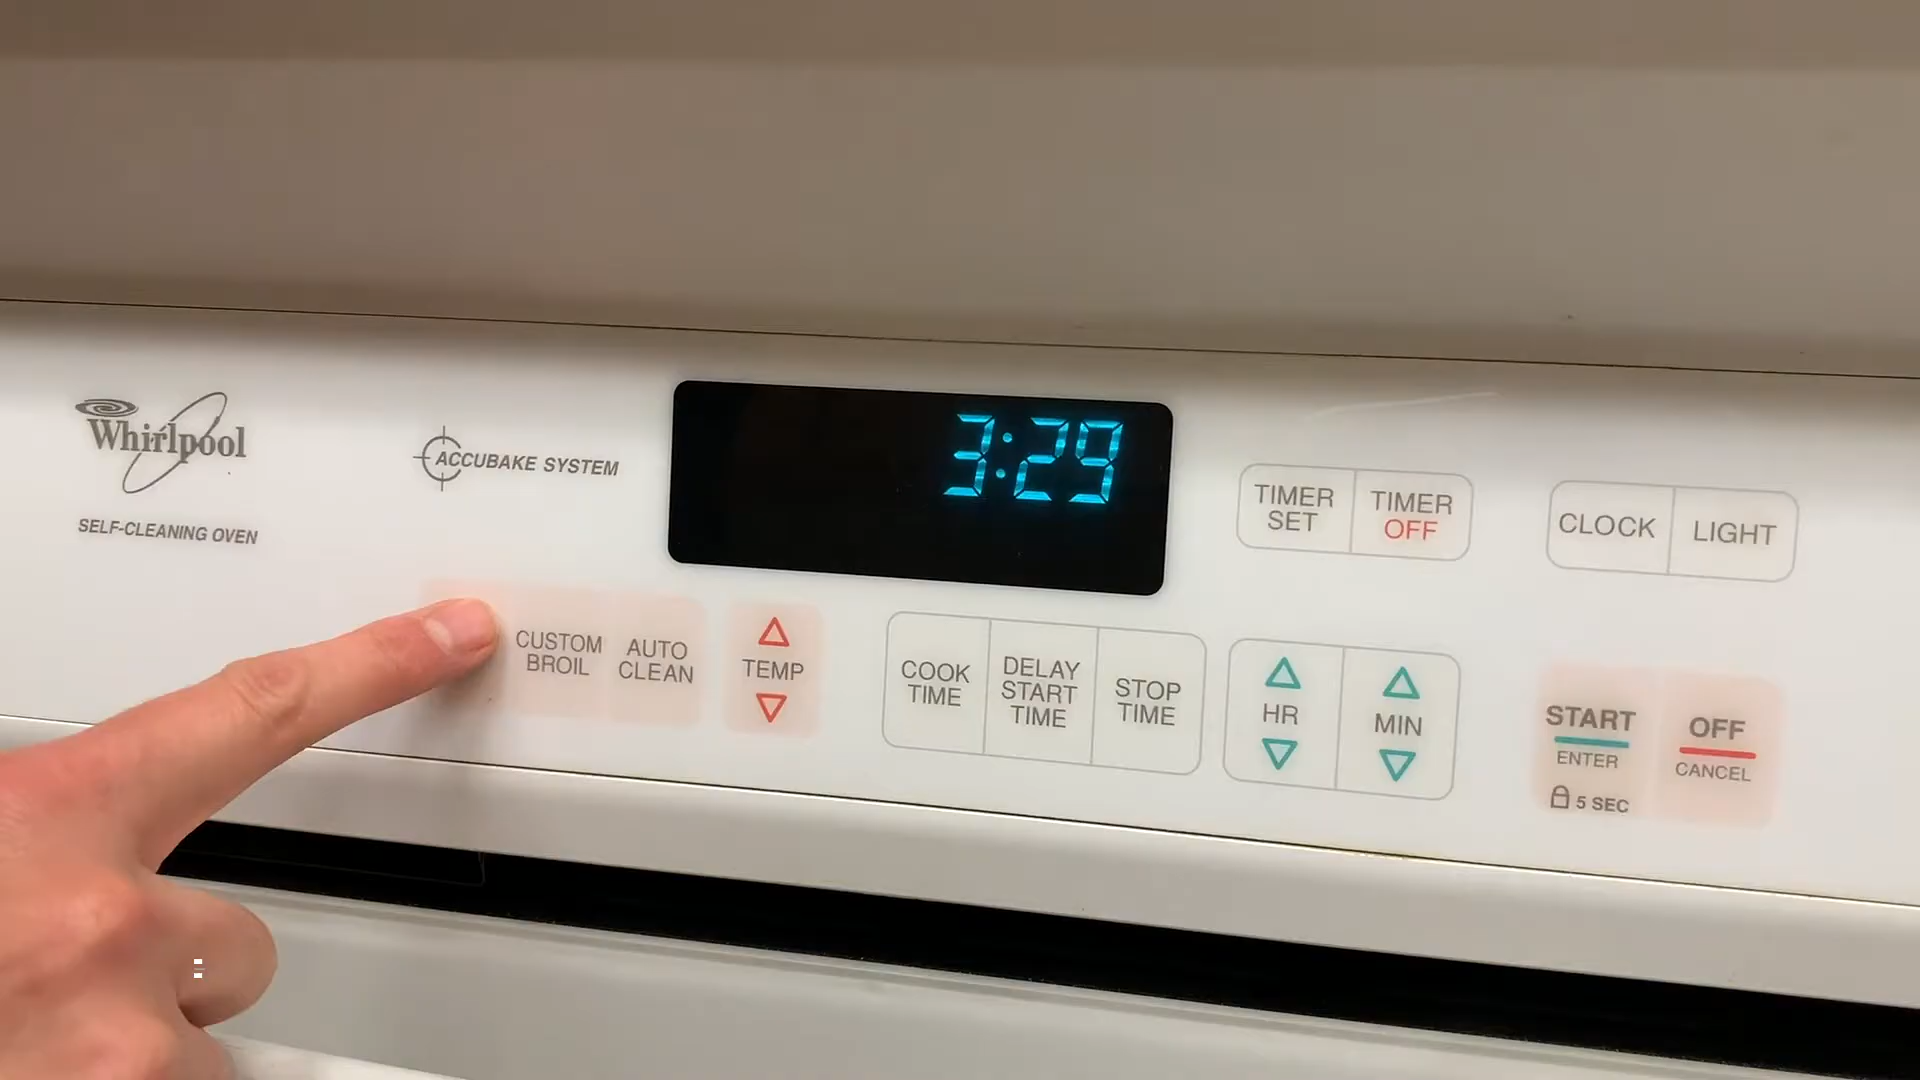 Whirlpool
SELF-CLEANING OVEN
ACCUBAKE SYSTEM
3:29
TIMER
SET
TIMER
OFF
CLOCK
LIGHT
CUSTOM
BROIL
AUTO
CLEAN
TEMP
COOK
TIME
DELAY
START
TIME
STOP
TIME
HR
MIN
START
ENTER
5 SEC
OFF
CANCEL